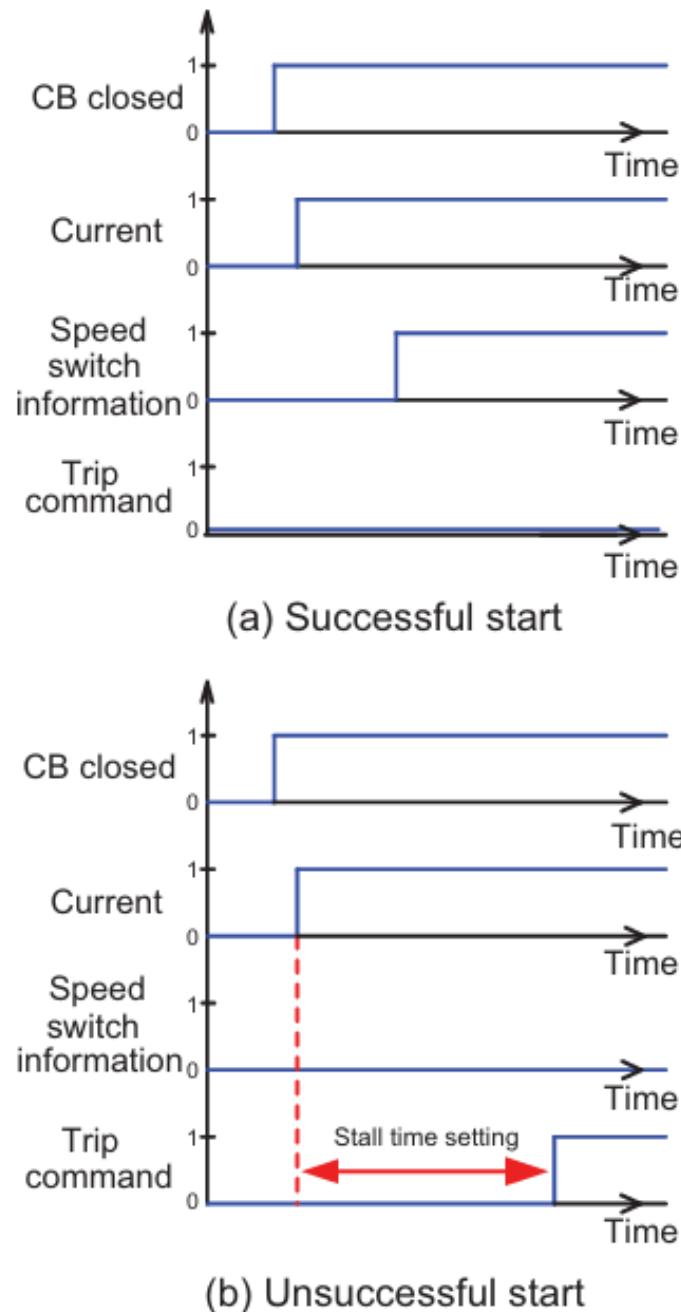 1
CB closed
0
Time
1
Current
0
Time
1
Speed
switch
information
0
Time
1
Trip
command
0
Time
(a) Successful start
1
CB closed
0
Time
1
Current
0
Time
Speed
1
switch
information
0
Time
1
Trip
Stall time setting
command
0
Time
(b) Unsuccessful start